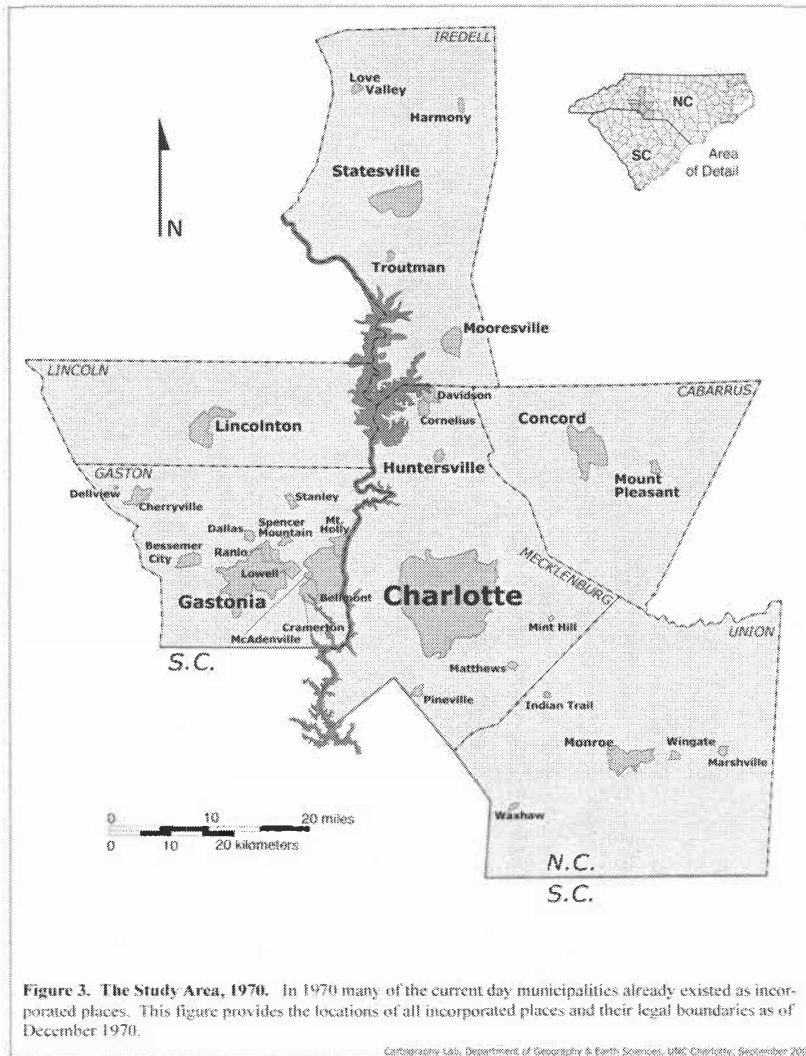 IREDELL
Love
Valley
Harmony
NC
SC
Area
of Detail
Statesville
N
Troutman
Mooresville
LINCOLN
Davidson
CABARRUS
Cornelius
Lincolnton
Concord
Huntersville
Mount
Pleasant
GASTON
Dellview
Cherryville
Stanley
Dallas
Spencer
Mountain
Mt.
Holly
Bessemer
City
Ranlo
Lowell
MECKLENBURG
Gastonia
Belmont
Charlotte
Cramerton
McAdenville
Mint Hill
UNION
S.C.
Matthews
Pineville
Indian Trail
Monroe
Wingate
Marshville
Waxhaw
0 10 20 miles
0 10 20 kilometers
N.C.
S.C.
Figure 3. The Study Area, 1970. In 1970 many of the current day municipalities already existed as incor-
porated places. This figure provides the locations of all incorporated places and their legal boundaries as of
December 1970.
Cartography Lab, Department of Geography & Earth Sciences, UNC Charlotte; September